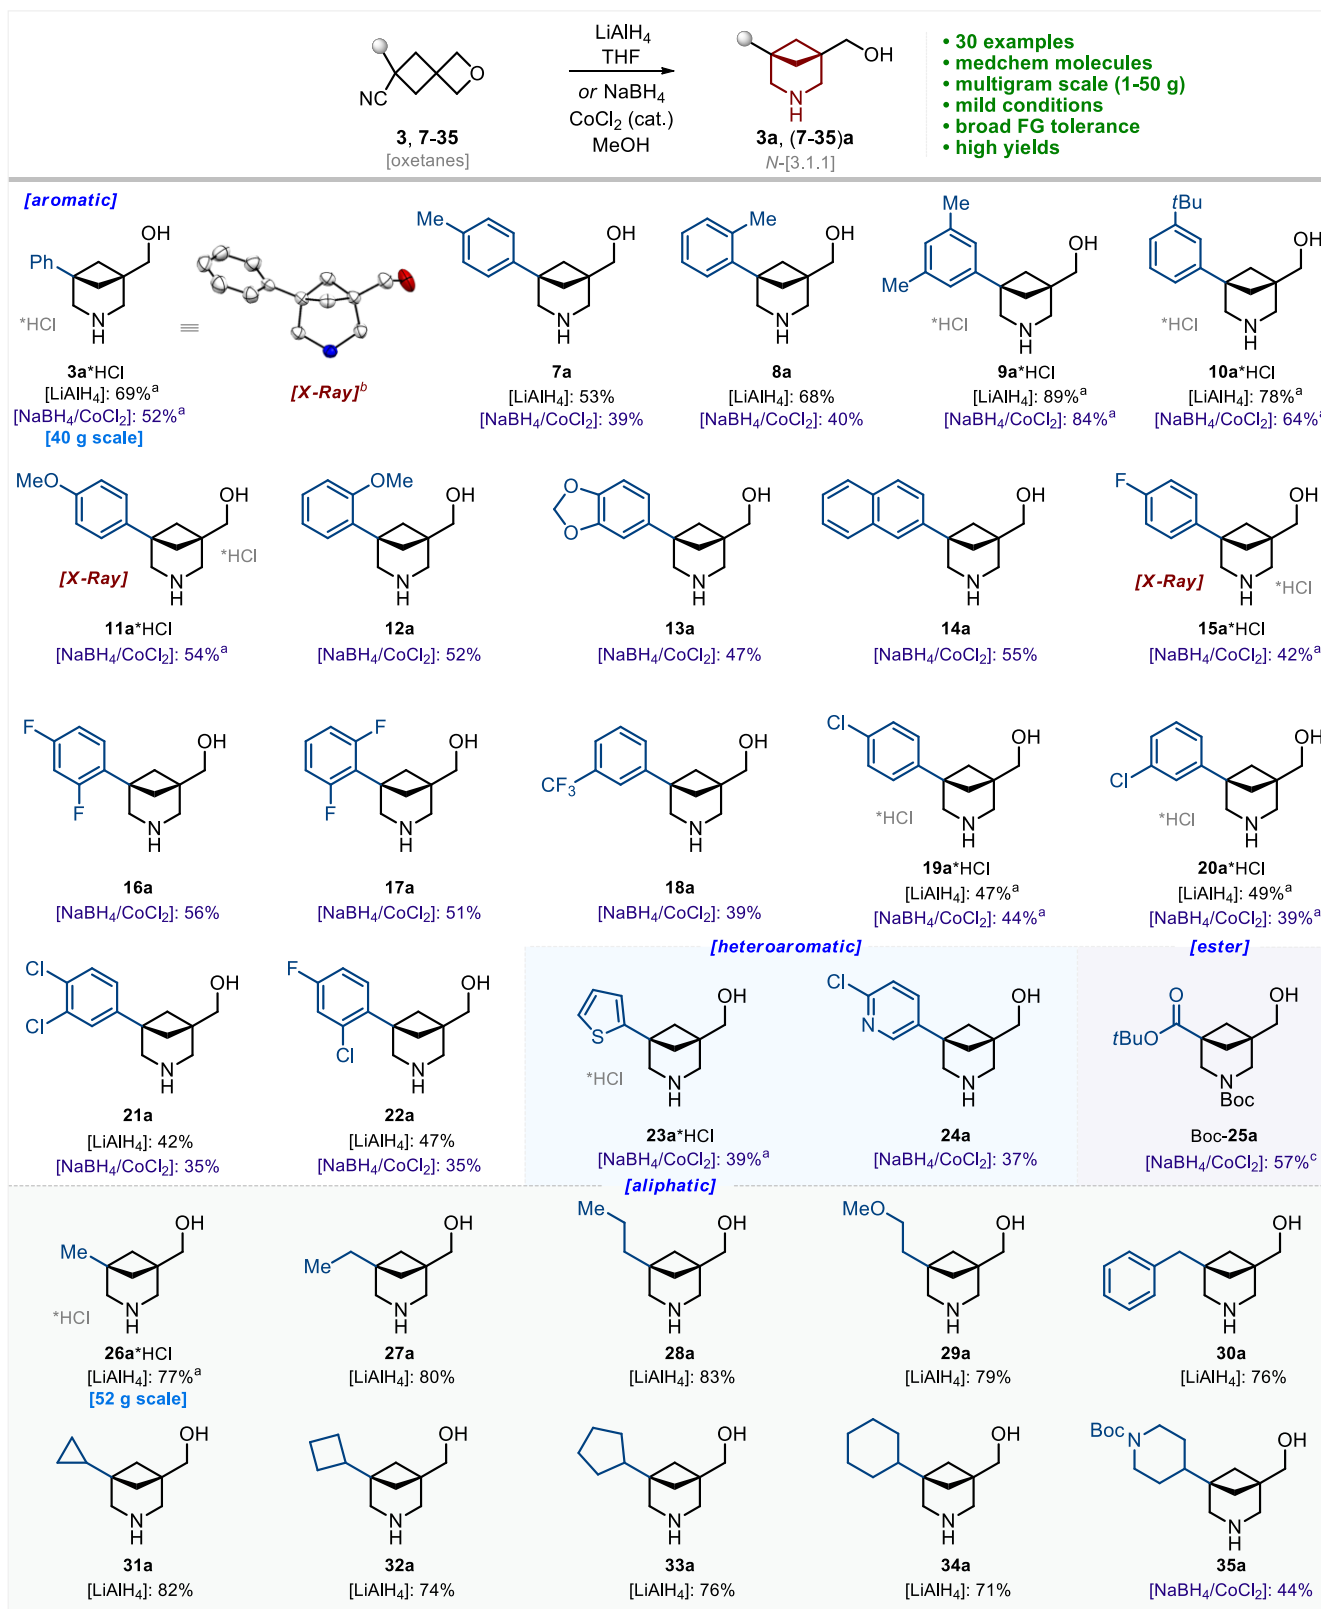 LiAlH₄
THF
or NaBH₄
CoCl₂ (cat.)
MeOH
NC
O
3, 7-35
[oxetanes]
OH
N
H
3a, (7-35)a
N-[3.1.1]
• 30 examples
• medchem molecules
• multigram scale (1-50 g)
• mild conditions
• broad FG tolerance
• high yields
[aromatic]
Ph
OH
*HCl
N
H
3a*HCl
[LiAlH₄]: 69%ᵃ
[NaBH₄/CoCl₂]: 52%ᵃ
[40 g scale]
[X-Ray]ᵇ
Me
OH
N
H
7a
[LiAlH₄]: 53%
[NaBH₄/CoCl₂]: 39%
Me
OH
N
H
8a
[LiAlH₄]: 68%
[NaBH₄/CoCl₂]: 40%
Me
Me
OH
*HCl
N
H
9a*HCl
[LiAlH₄]: 89%ᵃ
[NaBH₄/CoCl₂]: 84%ᵃ
tBu
OH
*HCl
N
H
10a*HCl
[LiAlH₄]: 78%ᵃ
[NaBH₄/CoCl₂]: 64%ᵃ
MeO
OH
*HCl
[X-Ray]
N
H
11a*HCl
[NaBH₄/CoCl₂]: 54%ᵃ
OMe
OH
N
H
12a
[NaBH₄/CoCl₂]: 52%
O
O
OH
N
H
13a
[NaBH₄/CoCl₂]: 47%
OH
N
H
14a
[NaBH₄/CoCl₂]: 55%
F
OH
[X-Ray]
N
H
*HCl
15a*HCl
[NaBH₄/CoCl₂]: 42%ᵃ
F
F
OH
N
H
16a
[NaBH₄/CoCl₂]: 56%
F
F
OH
N
H
17a
[NaBH₄/CoCl₂]: 51%
CF₃
OH
N
H
18a
[NaBH₄/CoCl₂]: 39%
Cl
OH
*HCl
N
H
19a*HCl
[LiAlH₄]: 47%ᵃ
[NaBH₄/CoCl₂]: 44%ᵃ
Cl
OH
*HCl
N
H
20a*HCl
[LiAlH₄]: 49%ᵃ
[NaBH₄/CoCl₂]: 39%ᵃ
Cl
Cl
OH
N
H
21a
[LiAlH₄]: 42%
[NaBH₄/CoCl₂]: 35%
F
Cl
OH
N
H
22a
[LiAlH₄]: 47%
[NaBH₄/CoCl₂]: 35%
[heteroaromatic]
S
OH
*HCl
N
H
23a*HCl
[NaBH₄/CoCl₂]: 39%ᵃ
Cl
N
OH
N
H
24a
[NaBH₄/CoCl₂]: 37%
[ester]
O
tBuO
OH
N
Boc
Boc-25a
[NaBH₄/CoCl₂]: 57%ᶜ
[aliphatic]
Me
OH
*HCl
N
H
26a*HCl
[LiAlH₄]: 77%ᵃ
[52 g scale]
Me
OH
N
H
27a
[LiAlH₄]: 80%
Me
OH
N
H
28a
[LiAlH₄]: 83%
MeO
OH
N
H
29a
[LiAlH₄]: 79%
OH
N
H
30a
[LiAlH₄]: 76%
OH
N
H
31a
[LiAlH₄]: 82%
OH
N
H
32a
[LiAlH₄]: 74%
OH
N
H
33a
[LiAlH₄]: 76%
OH
N
H
34a
[LiAlH₄]: 71%
Boc
N
OH
N
H
35a
[NaBH₄/CoCl₂]: 44%